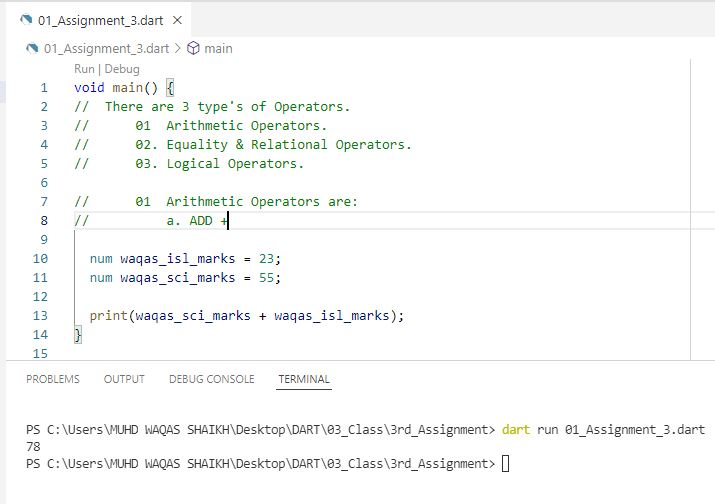 01_Assignment_3.dart ×
01_Assignment_3.dart > main
Run | Debug
1 void main() {
2 //  There are 3 type's of Operators.
3 //      01  Arithmetic Operators.
4 //      02. Equality & Relational Operators.
5 //      03. Logical Operators.
6
7 //      01  Arithmetic Operators are:
8 //          a. ADD +
9
10   num waqas_isl_marks = 23;
11   num waqas_sci_marks = 55;
12
13   print(waqas_sci_marks + waqas_isl_marks);
14 }
15
PROBLEMS OUTPUT DEBUG CONSOLE TERMINAL
PS C:\Users\MUHD WAQAS SHAIKH\Desktop\DART\03_Class\3rd_Assignment> dart run 01_Assignment_3.dart
78
PS C:\Users\MUHD WAQAS SHAIKH\Desktop\DART\03_Class\3rd_Assignment>